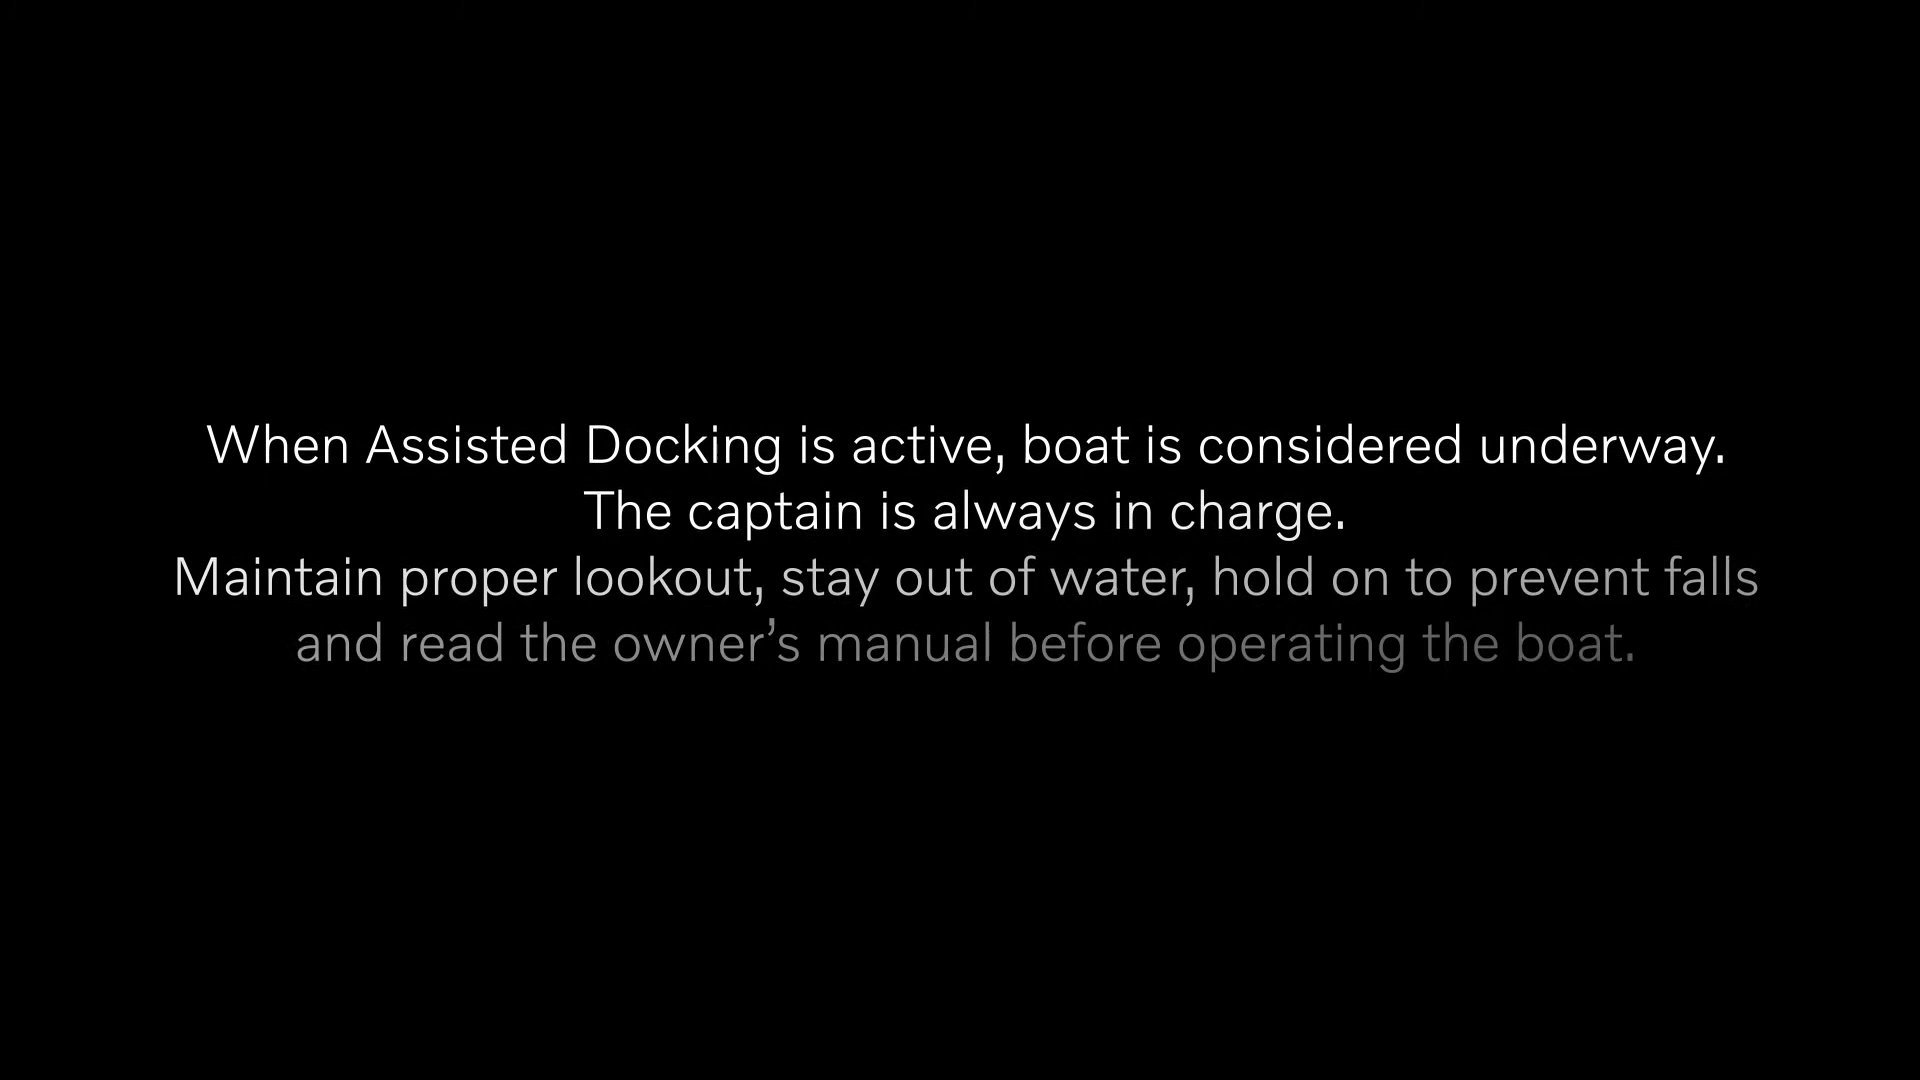 When Assisted Docking is active, boat is considered underway.
The captain is always in charge.
Maintain proper lookout, stay out of water, hold on to prevent falls
and read the owner’s manual before operating the boat.